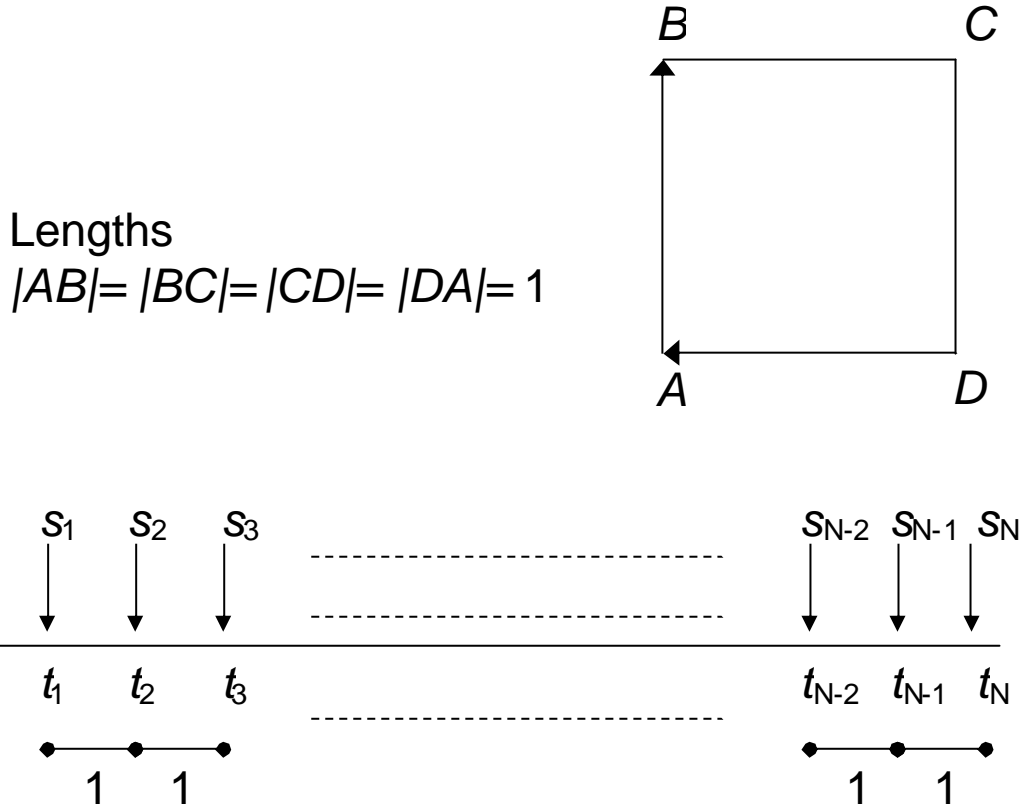 B C
Lengths
|AB|= |BC|= |CD|= |DA|= 1
A D
s1 s2 s3 sN-2 sN-1 sN
t1 t2 t3 tN-2 tN-1 tN
1 1 1 1